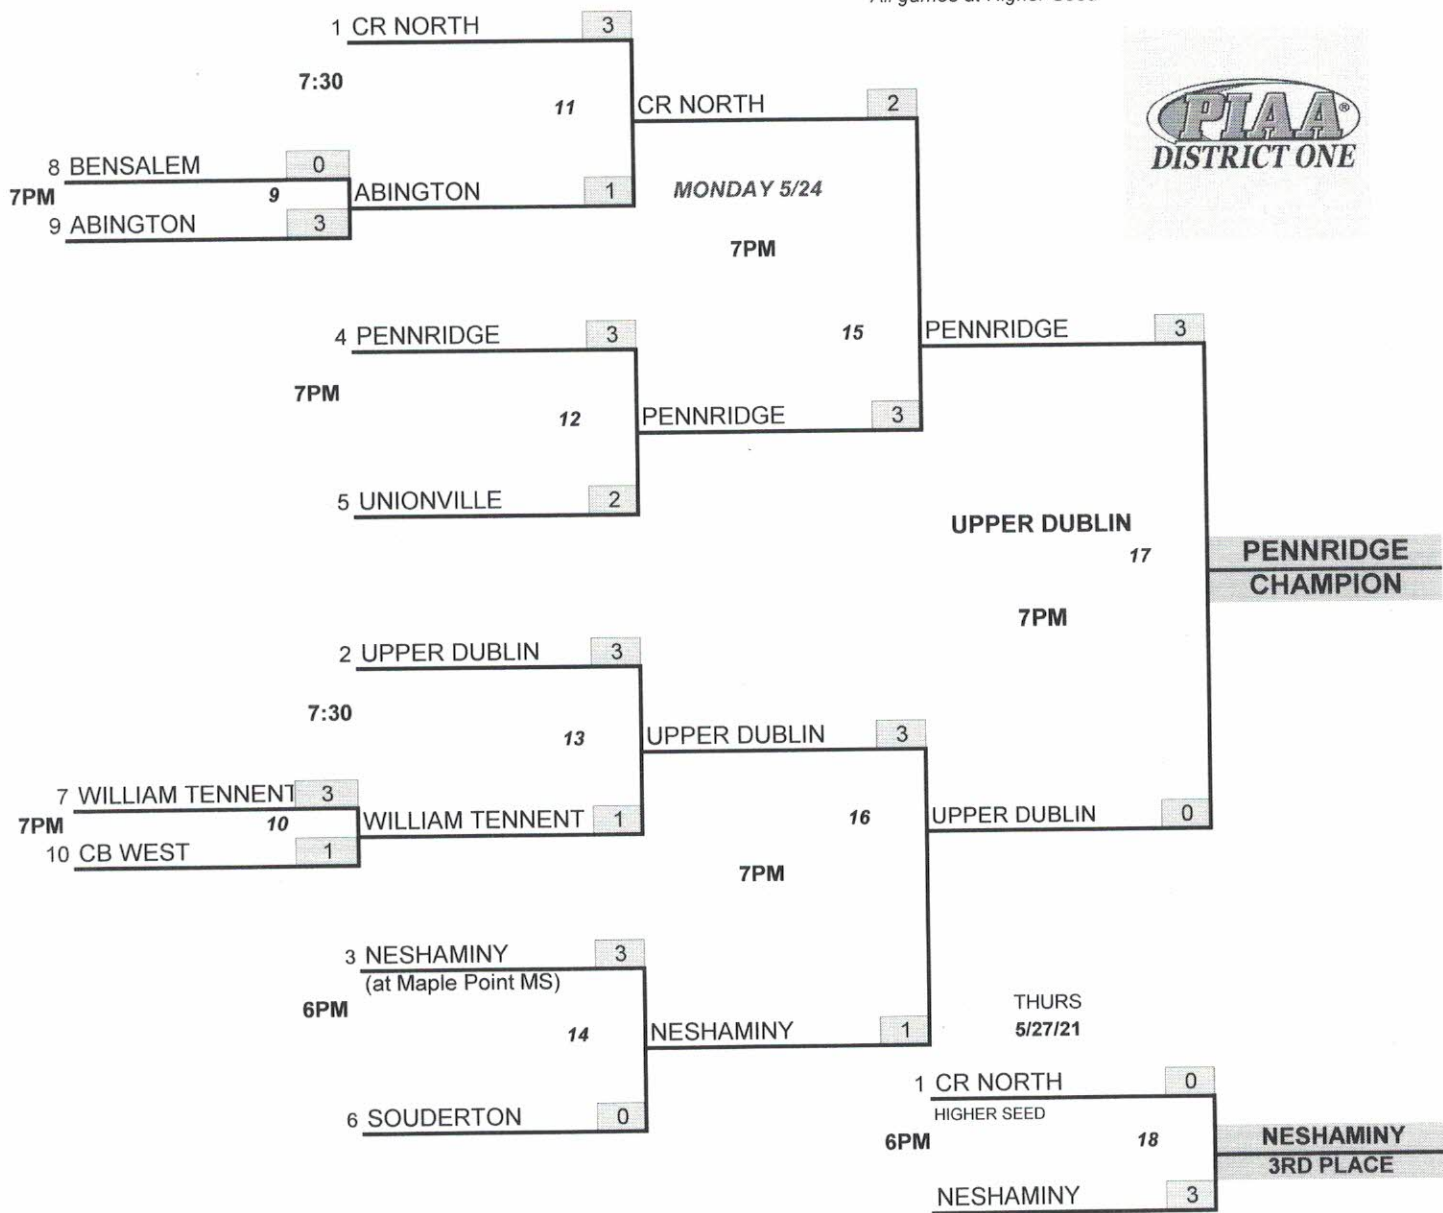 All games at Higher Seed
1 CR NORTH 3
7:30
11
CR NORTH 2
PIAA®
DISTRICT ONE
8 BENSALEM 0
7PM
9
ABINGTON 1
MONDAY 5/24
9 ABINGTON 3
7PM
4 PENNRIDGE 3
15
PENNRIDGE 3
7PM
12
PENNRIDGE 3
5 UNIONVILLE 2
UPPER DUBLIN
17
PENNRIDGE
CHAMPION
7PM
2 UPPER DUBLIN 3
7:30
13
UPPER DUBLIN 3
7 WILLIAM TENNENT 3
7PM
10
WILLIAM TENNENT 1
16
UPPER DUBLIN 0
10 CB WEST 1
7PM
3 NESHAMINY 3
(at Maple Point MS)
6PM
14
NESHAMINY 1
THURS
5/27/21
6 SOUDERTON 0
1 CR NORTH 0
HIGHER SEED
6PM
18
NESHAMINY
3RD PLACE
NESHAMINY 3